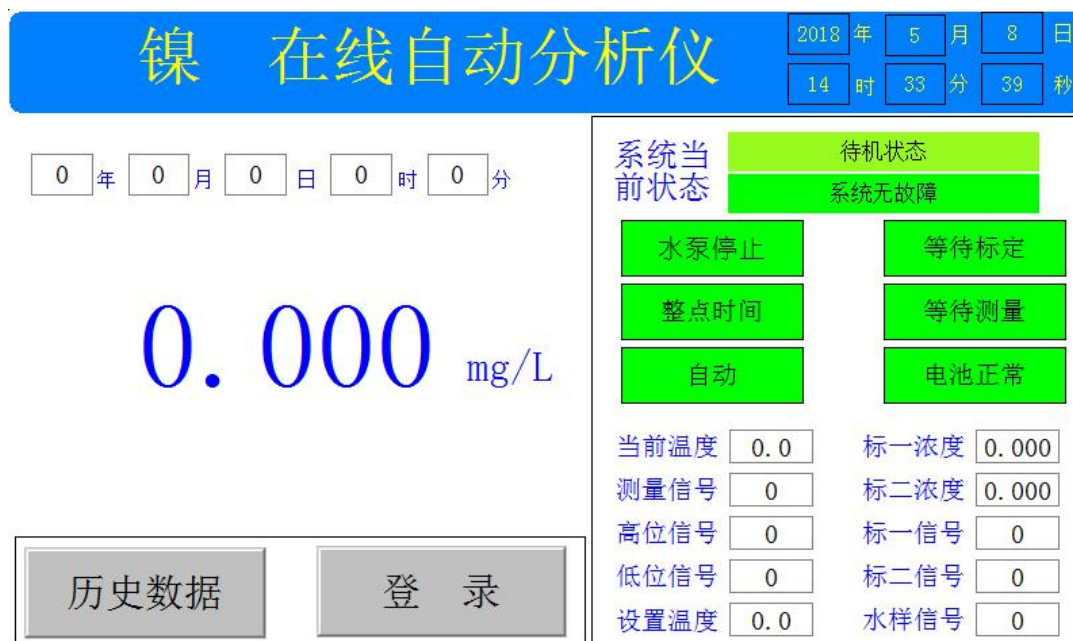 镍 在线自动分析仪
2018 年 5 月 8 日
14 时 33 分 39 秒
0 年 0 月 0 日 0 时 0 分
0.000 mg/L
历史数据 登 录
系统当前状态
待机状态
系统无故障
水泵停止 等待标定
整点时间 等待测量
自动 电池正常
当前温度 0.0 标一浓度 0.000
测量信号 0 标二浓度 0.000
高位信号 0 标一信号 0
低位信号 0 标二信号 0
设置温度 0.0 水样信号 0